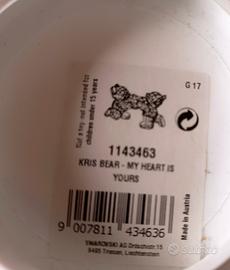 Not a toy, not intended for
children under 15 years
G 17
1143463
KRIS BEAR - MY HEART IS
YOURS
Made in Austria
9 007811 434636
SWAROVSKI AG Dröschistr. 15
9495 Triesen, Liechtenstein
subito